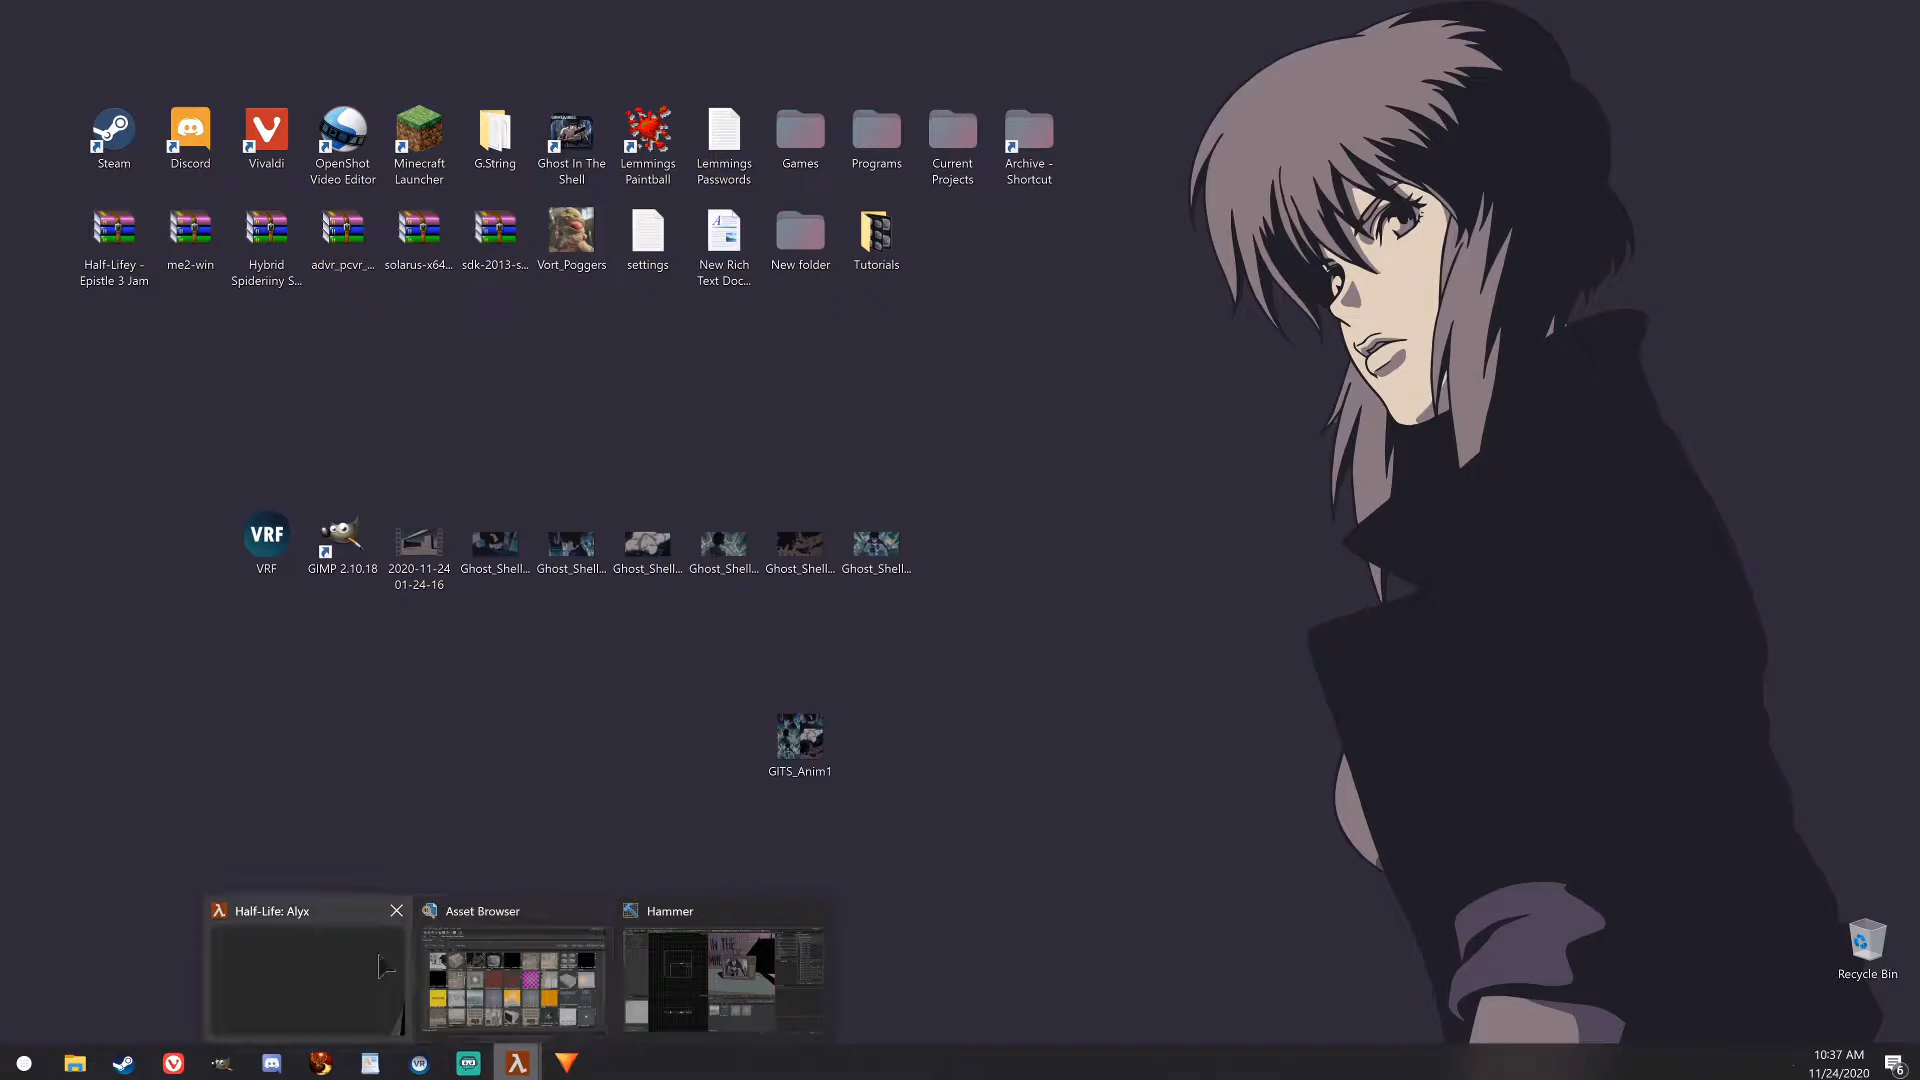 Steam
Discord
Vivaldi
OpenShot
Video Editor
Minecraft
Launcher
G.String
Ghost In The
Shell
Lemmings
Paintball
Lemmings
Passwords
Games
Programs
Current
Projects
Archive -
Shortcut
Half-Lifey -
Epistle 3 Jam
me2-win
Hybrid
Spideriiny S...
advr_pcvr_...
solarus-x64...
sdk-2013-s...
Vort_Poggers
settings
New Rich
Text Doc...
New folder
Tutorials
VRF
VRF
GIMP 2.10.18
2020-11-24
01-24-16
Ghost_Shell...
Ghost_Shell...
Ghost_Shell...
Ghost_Shell...
Ghost_Shell...
Ghost_Shell...
GITS_Anim1
Half-Life: Alyx
Asset Browser
Hammer
Recycle Bin
VR
10:37 AM
11/24/2020
6